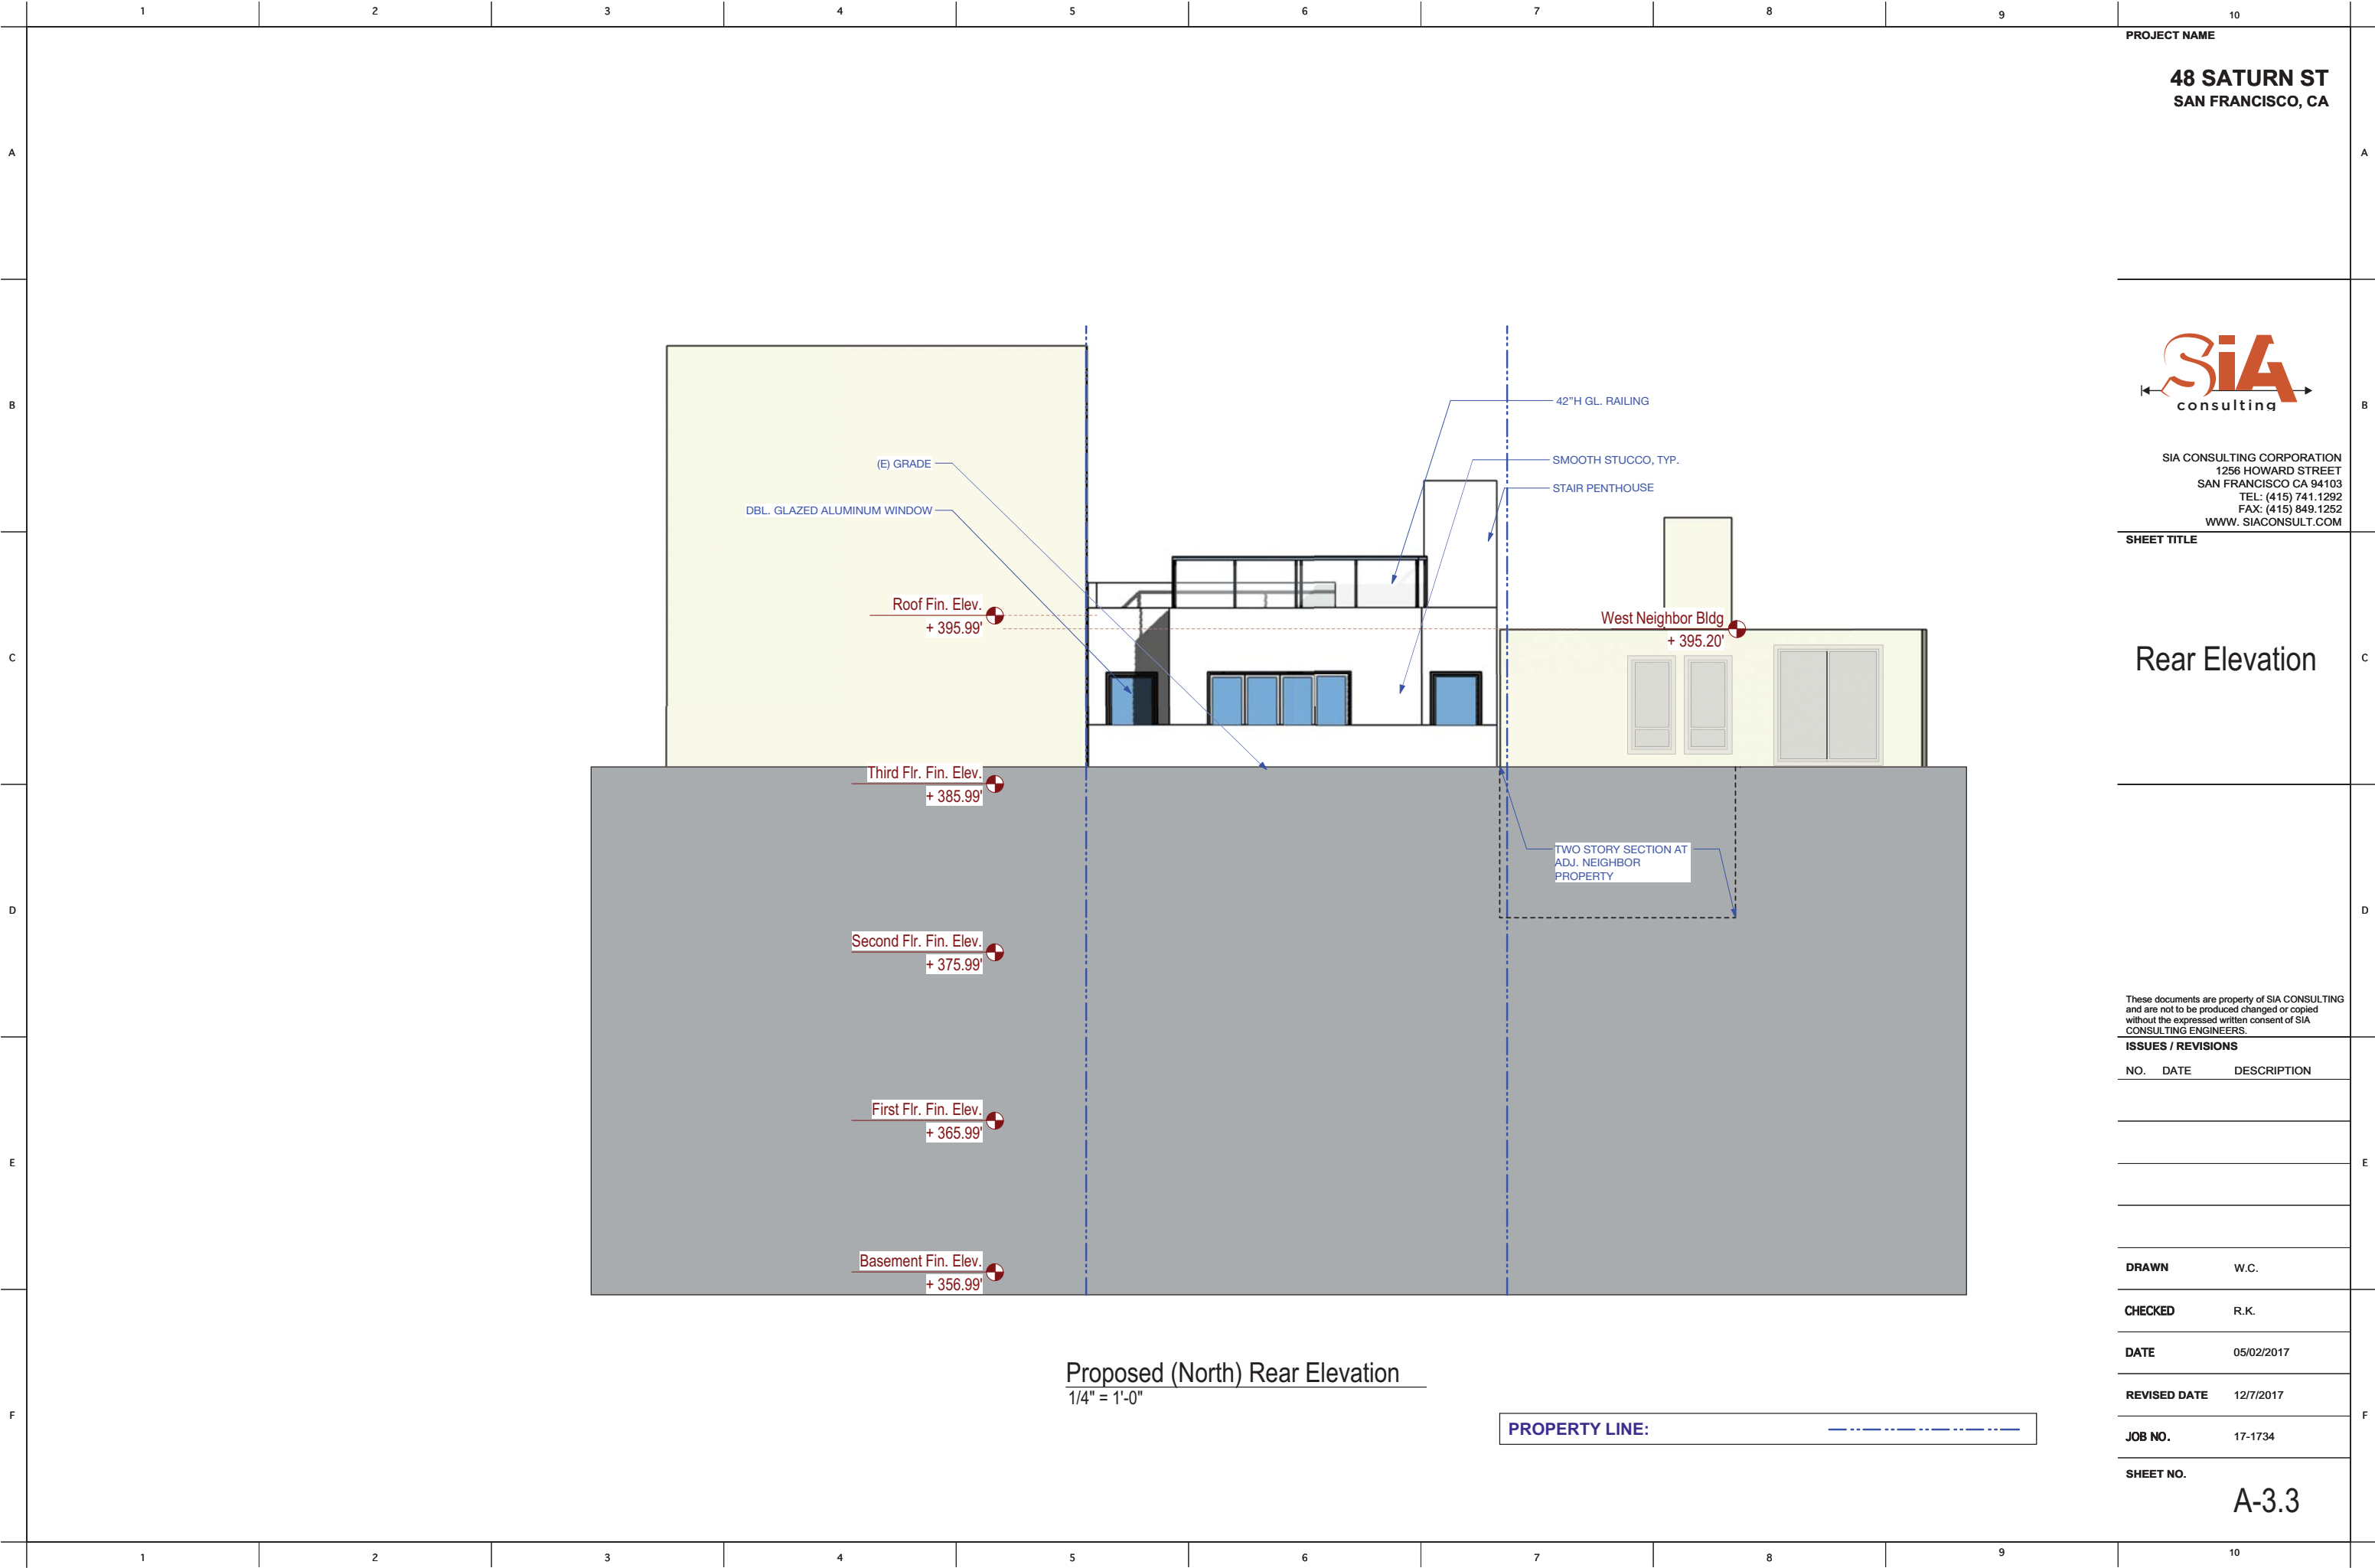 1 2 3 4 5 6 7 8 9 10
PROJECT NAME
48 SATURN ST
SAN FRANCISCO, CA
A A
SiA
consulting
B B
SIA CONSULTING CORPORATION
1256 HOWARD STREET
SAN FRANCISCO CA 94103
TEL: (415) 741.1292
FAX: (415) 849.1252
WWW. SIACONSULT.COM
42"H GL. RAILING
SMOOTH STUCCO, TYP.
STAIR PENTHOUSE
(E) GRADE
DBL. GLAZED ALUMINUM WINDOW
SHEET TITLE
Rear Elevation
Roof Fin. Elev.
+ 395.99'
West Neighbor Bldg
+ 395.20'
C C
Third Flr. Fin. Elev.
+ 385.99'
TWO STORY SECTION AT
ADJ. NEIGHBOR
PROPERTY
D D
Second Flr. Fin. Elev.
+ 375.99'
These documents are property of SIA CONSULTING
and are not to be produced changed or copied
without the expressed written consent of SIA
CONSULTING ENGINEERS.
ISSUES / REVISIONS
NO. DATE DESCRIPTION
First Flr. Fin. Elev.
+ 365.99'
E E
Basement Fin. Elev.
+ 356.99'
DRAWN W.C.
CHECKED R.K.
DATE 05/02/2017
REVISED DATE 12/7/2017
JOB NO. 17-1734
SHEET NO.
A-3.3
Proposed (North) Rear Elevation
1/4" = 1'-0"
F F
PROPERTY LINE:
1 2 3 4 5 6 7 8 9 10